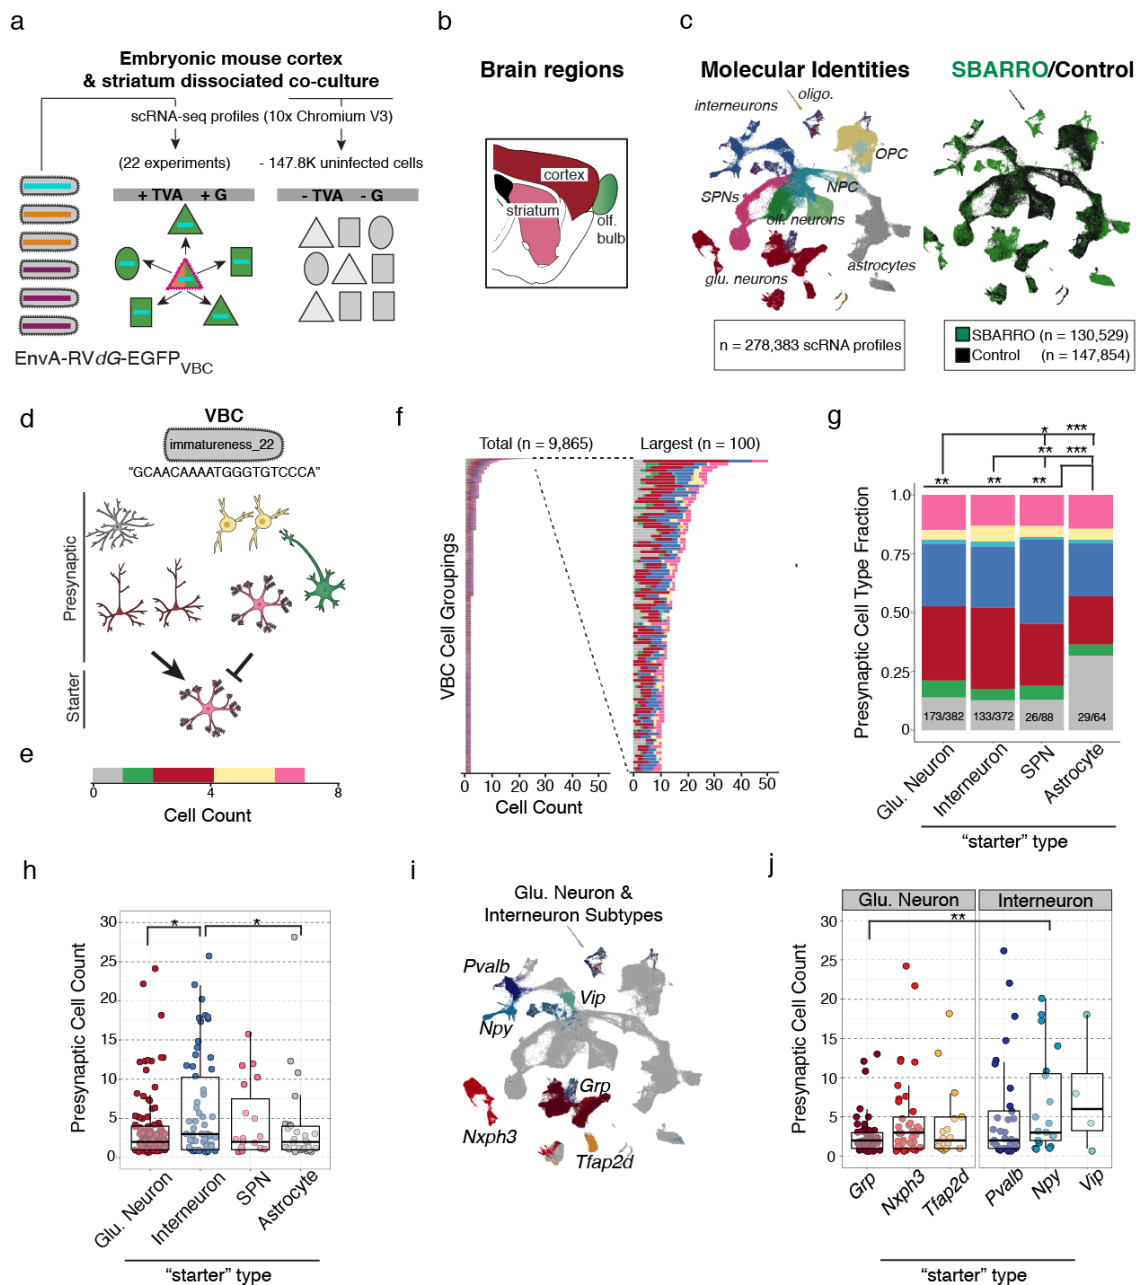 a
Embryonic mouse cortex
& striatum dissociated co-culture
scRNA-seq profiles (10x Chromium V3)
(22 experiments)
- 147.8K uninfected cells
+ TVA + G
- TVA - G
EnvA-RVdG-EGFP VBC
b
Brain regions
cortex
striatum
olf.
bulb
c
Molecular Identities
SBARRO/Control
oligo.
interneurons
OPC
NPC
SPNs
olf. neurons
astrocytes
glu. neurons
n = 278,383 scRNA profiles
SBARRO (n = 130,529)
Control (n = 147,854)
d
VBC
immatureness_22
“GCAACAAAATGGGTGTCCCA”
Presynaptic
Starter
e
0 4 8
Cell Count
f
Total (n = 9,865)
Largest (n = 100)
VBC Cell Groupings
0 10 30 50
0 10 20 30 40 50
Cell Count
g
* ***
** ***
** ** **
Presynaptic Cell Type Fraction
1.0
0.75
0.50
0.25
0
173/382 133/372 26/88 29/64
Glu. Neuron
Interneuron
SPN
Astrocyte
“starter” type
h
* *
Presynaptic Cell Count
30
20
15
10
5
0
Glu. Neuron
Interneuron
SPN
Astrocyte
“starter” type
i
Glu. Neuron &
Interneuron Subtypes
Pvalb
Vip
Npy
Grp
Nxph3
Tfap2d
j
Glu. Neuron Interneuron
**
Presynaptic Cell Count
30
20
15
10
5
0
Grp
Nxph3
Tfap2d
Pvalb
Npy
Vip
“starter” type